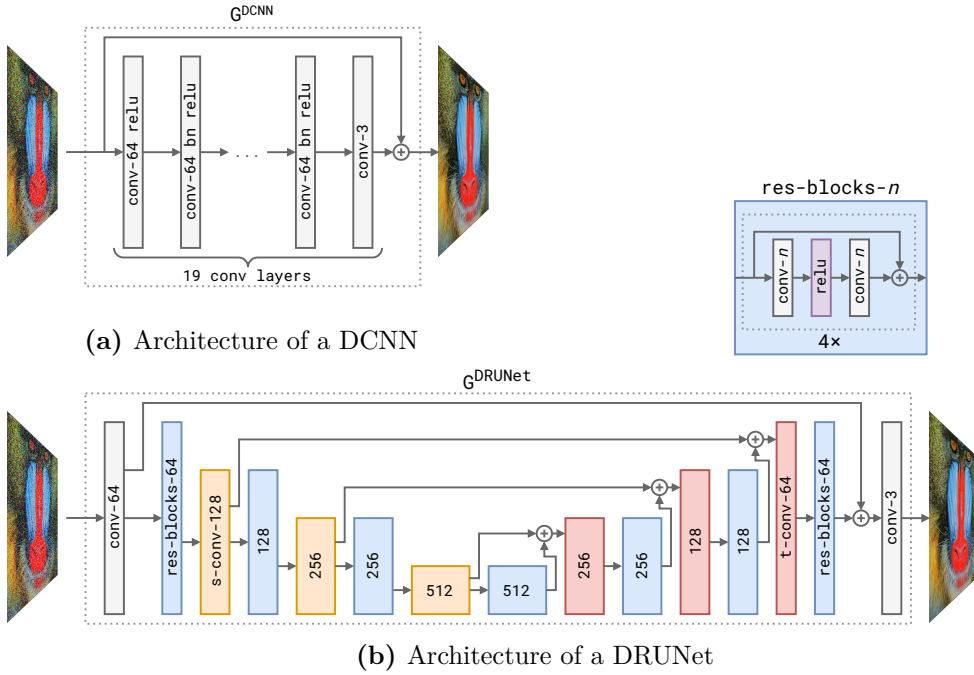 G^DCNN
conv-64 relu
conv-64 bn relu
...
conv-64 bn relu
conv-3
+
19 conv layers
(a) Architecture of a DCNN
res-blocks-n
conv-n
relu
conv-n
+
4×
G^DRUNet
conv-64
res-blocks-64
s-conv-128
128
256
256
512
512
+
256
256
+
128
128
+
t-conv-64
res-blocks-64
+
conv-3
(b) Architecture of a DRUNet